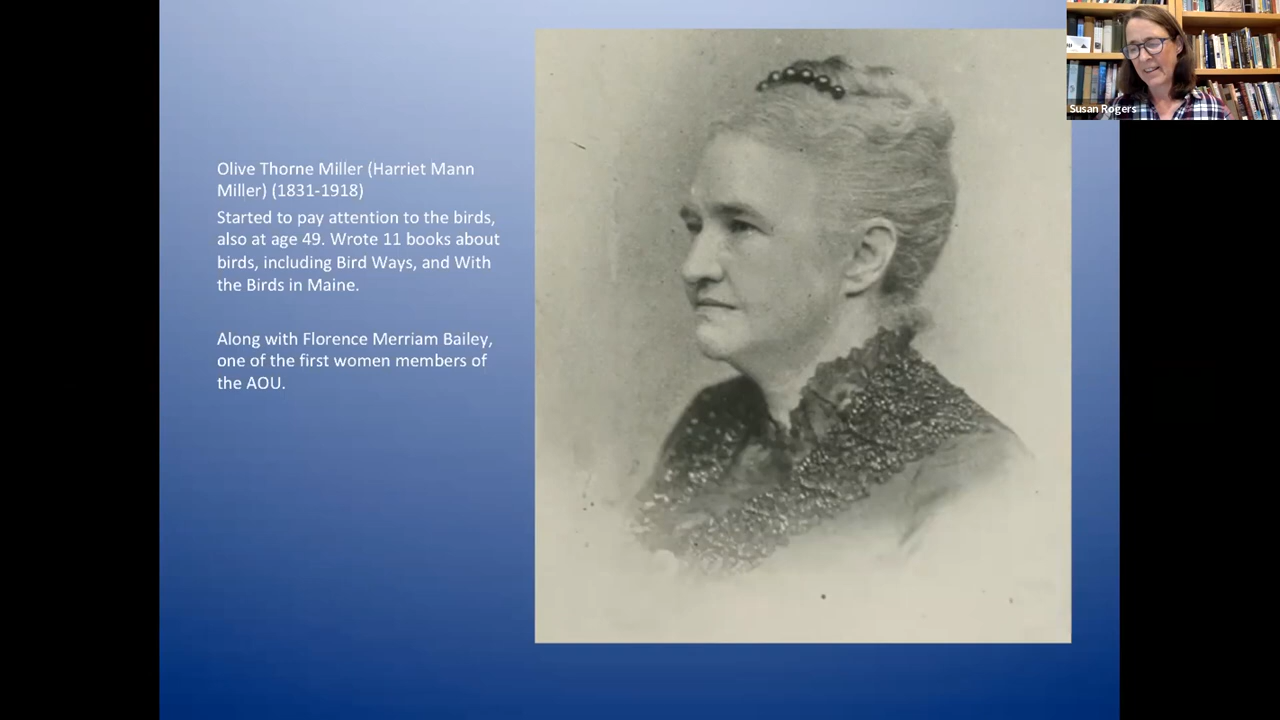 Olive Thorne Miller (Harriet Mann
Miller) (1831-1918)
Started to pay attention to the birds,
also at age 49. Wrote 11 books about
birds, including Bird Ways, and With
the Birds in Maine.
Along with Florence Merriam Bailey,
one of the first women members of
the AOU.
Susan Rogers